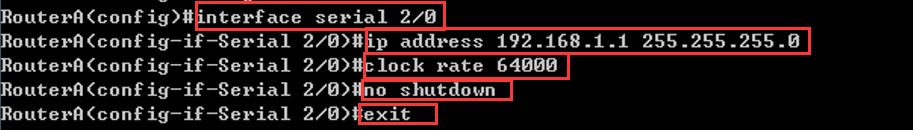 RouterA(config)#interface serial 2/0
RouterA(config-if-Serial 2/0)#ip address 192.168.1.1 255.255.255.0
RouterA(config-if-Serial 2/0)#clock rate 64000
RouterA(config-if-Serial 2/0)#no shutdown
RouterA(config-if-Serial 2/0)#exit